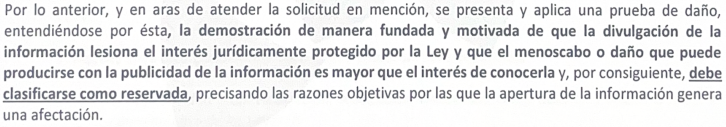 Por lo anterior, y en aras de atender la solicitud en mención, se presenta y aplica una prueba de daño,
entendiéndose por ésta, la demostración de manera fundada y motivada de que la divulgación de la
información lesiona el interés jurídicamente protegido por la Ley y que el menoscabo o daño que puede
producirse con la publicidad de la información es mayor que el interés de conocerla y, por consiguiente, debe
clasificarse como reservada, precisando las razones objetivas por las que la apertura de la información genera
una afectación.